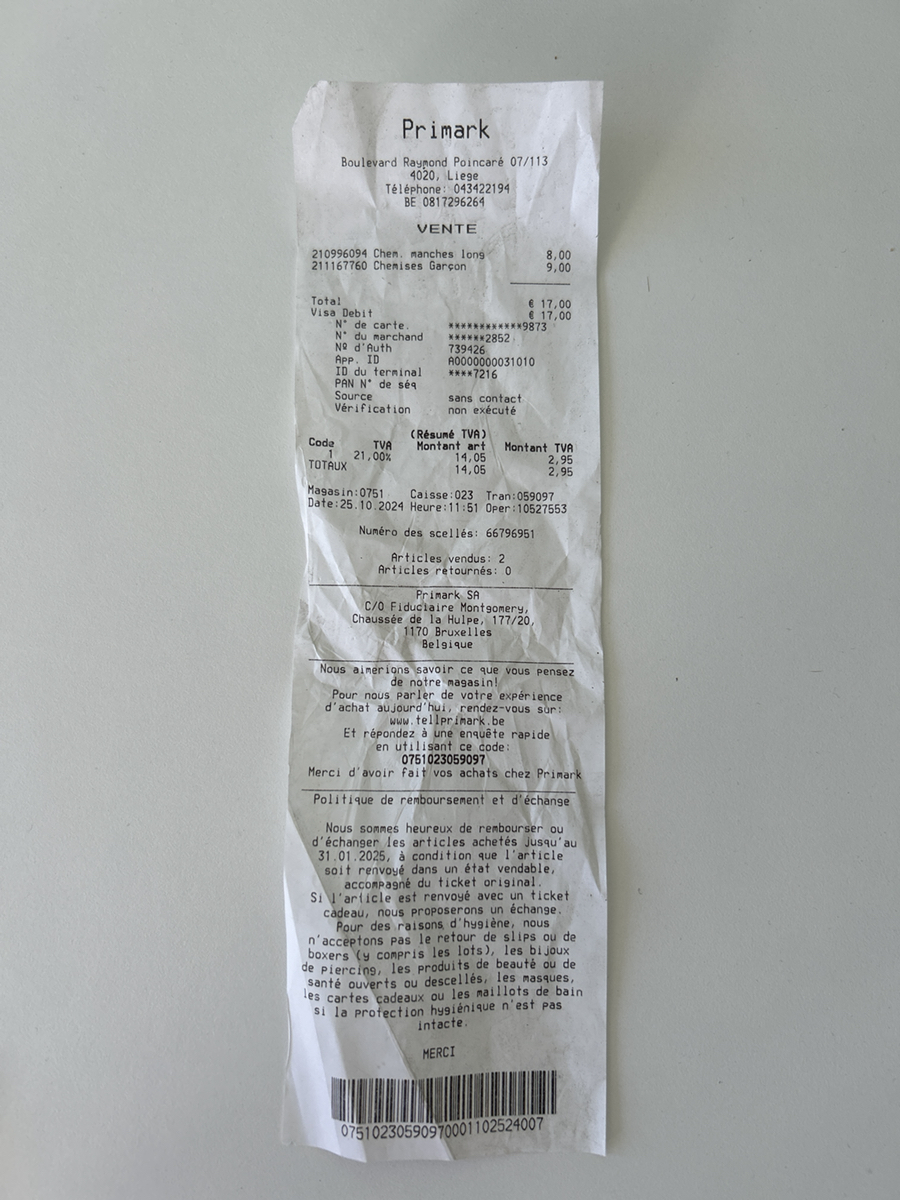 Primark
Boulevard Raymond Poincaré 07/113
4020, Liege
Téléphone: 043422194
BE 0817296264
VENTE
210996094 Chem. manches long 8,00
211167760 Chemises Garçon 9,00
Total € 17,00
Visa Debit € 17,00
N° de carte. ************9873
N° du marchand ******2852
Nº d'Auth 739426
App. ID A0000000031010
ID du terminal ****7216
PAN N° de séq
Source sans contact
Vérification non exécuté
(Résumé TVA)
Code TVA Montant art Montant TVA
1 21,00% 14,05 2,95
TOTAUX 14,05 2,95
Magasin:0751 Caisse:023 Tran:059097
Date:25.10.2024 Heure:11:51 Oper:10527553
Numéro des scellés: 66796951
Articles vendus: 2
Articles retournés: 0
Primark SA
C/O Fiduciaire Montgomery,
Chaussée de la Hulpe, 177/20,
1170 Bruxelles
Belgique
Nous aimerions savoir ce que vous pensez
de notre magasin!
Pour nous parler de votre expérience
d'achat aujourd'hui, rendez-vous sur:
www.tellprimark.be
Et répondez à une enquête rapide
en utilisant ce code:
0751023059097
Merci d'avoir fait vos achats chez Primark
Politique de remboursement et d'échange
Nous sommes heureux de rembourser ou
d'échanger les articles achetés jusqu'au
31.01.2025, à condition que l'article
soit renvoyé dans un état vendable,
accompagné du ticket original.
Si l'article est renvoyé avec un ticket
cadeau, nous proposerons un échange.
Pour des raisons d'hygiène, nous
n'acceptons pas le retour de slips ou de
boxers (y compris les lots), les bijoux
de piercing, les produits de beauté ou de
santé ouverts ou descellés, les masques,
les cartes cadeaux ou les maillots de bain
si la protection hygiénique n'est pas
intacte.
MERCI
07510230590970001102524007